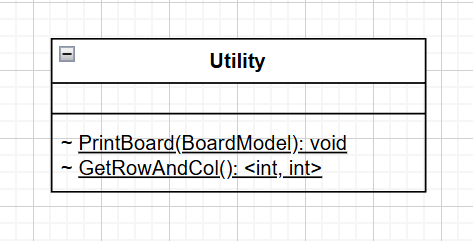 Utility
~ PrintBoard(BoardModel): void
~ GetRowAndCol(): <int, int>